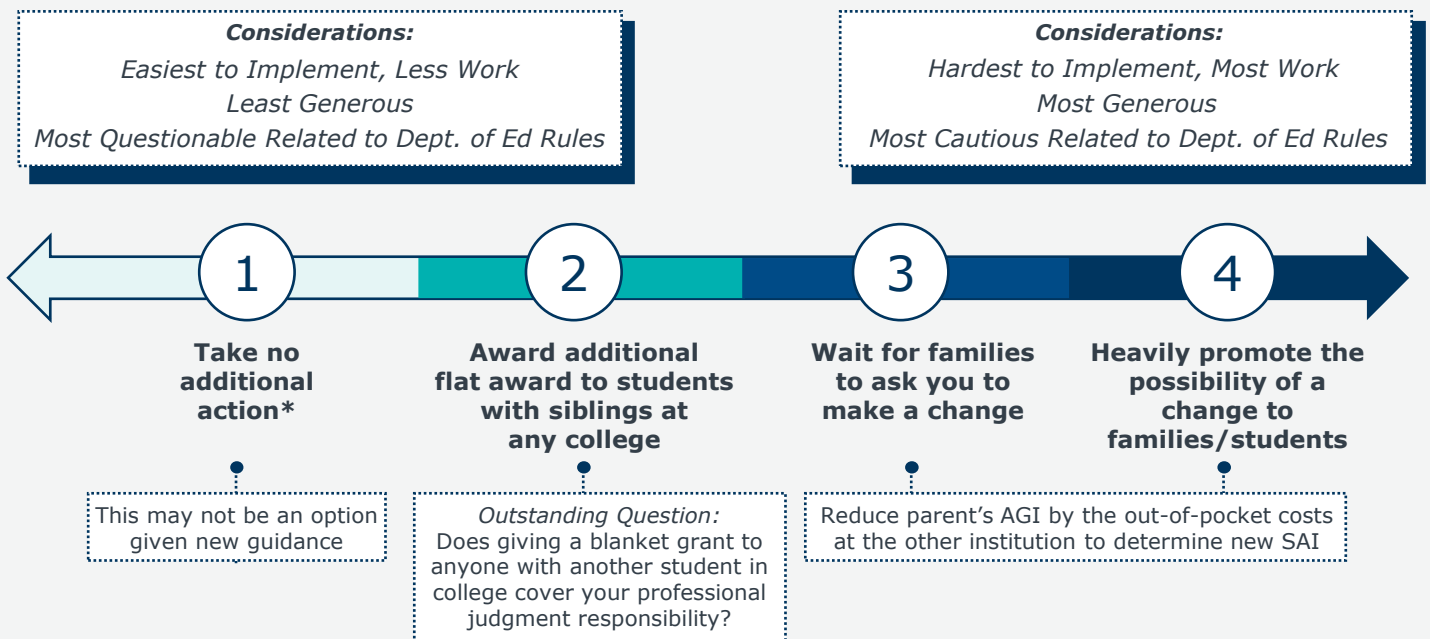 Considerations:
Easiest to Implement, Less Work
Least Generous
Most Questionable Related to Dept. of Ed Rules
Considerations:
Hardest to Implement, Most Work
Most Generous
Most Cautious Related to Dept. of Ed Rules
1
2
3
4
Take no
additional
action*
Award additional
flat award to students
with siblings at
any college
Wait for families
to ask you to
make a change
Heavily promote the
possibility of a
change to
families/students
This may not be an option
given new guidance
Outstanding Question:
Does giving a blanket grant to
anyone with another student in
college cover your professional
judgment responsibility?
Reduce parent’s AGI by the out-of-pocket costs
at the other institution to determine new SAI